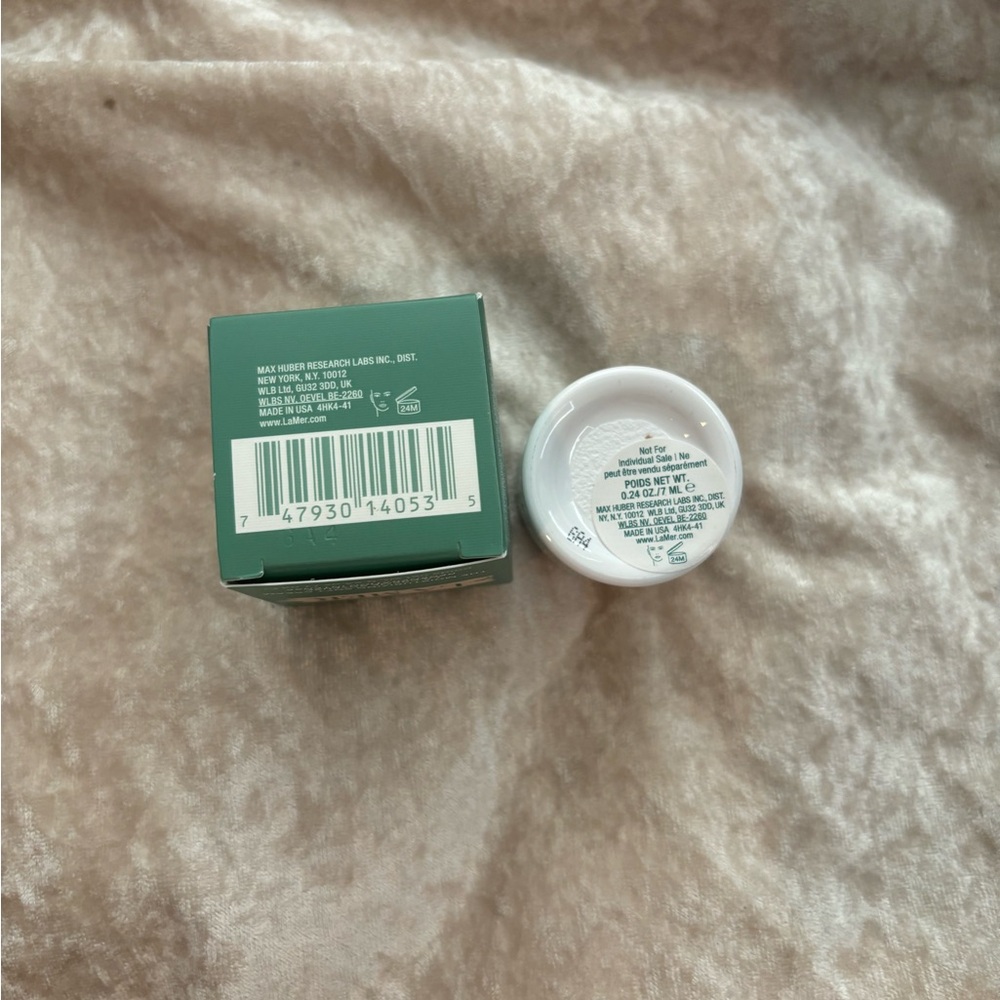 MAX HUBER RESEARCH LABS INC., DIST.
NEW YORK, N.Y. 10012
WLB Ltd, GU32 3DD, UK
WLBS NV. OEVEL BE-2260
MADE IN USA 4HK4-41
www.LaMer.com
24M
7 47930 14053 5
Not For
Individual Sale | Ne
peut être vendu séparément
POIDS NET WT.
0.24 OZ./7 ML ℮
MAX HUBER RESEARCH LABS INC., DIST.
NY, N.Y. 10012 WLB Ltd, GU32 3DD, UK
WLBS NV. OEVEL BE-2260
MADE IN USA 4HK4-41
www.LaMer.com
24M